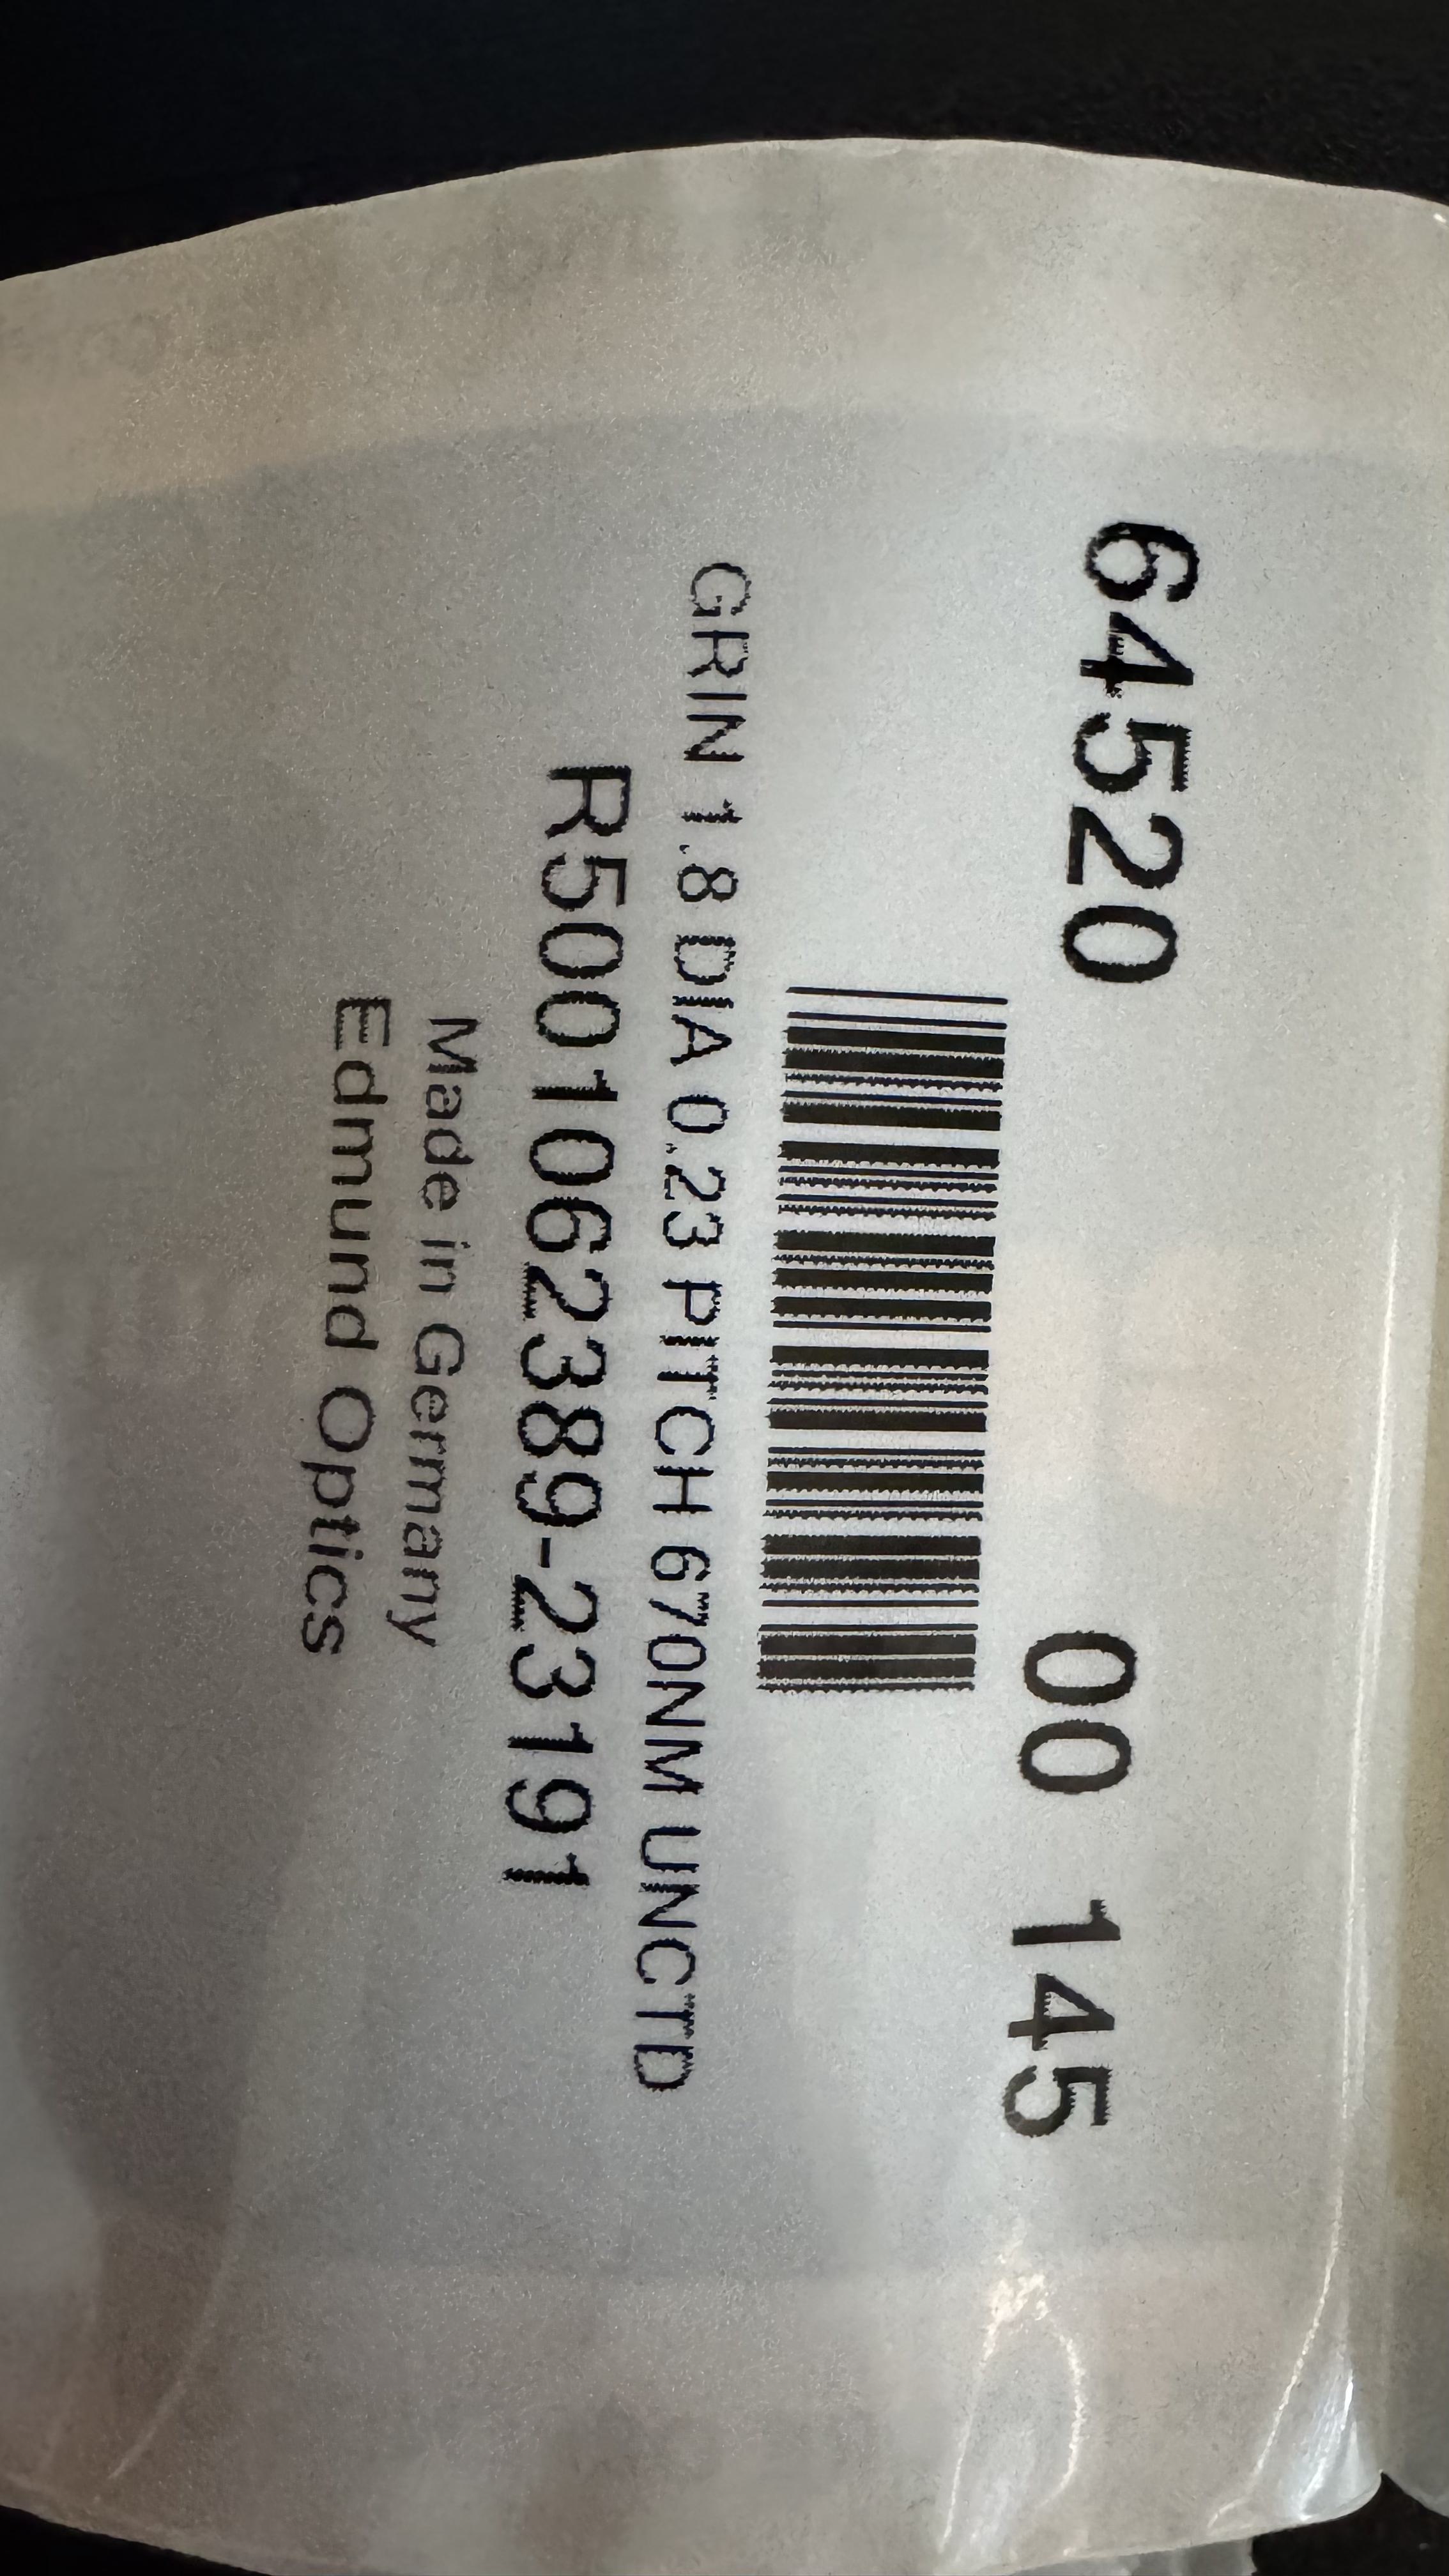 64520 00 145
GRIN 1.8 DIA 0.23 PITCH 670NM UNCTD
R5001062389-23191
Made in Germany
Edmund Optics